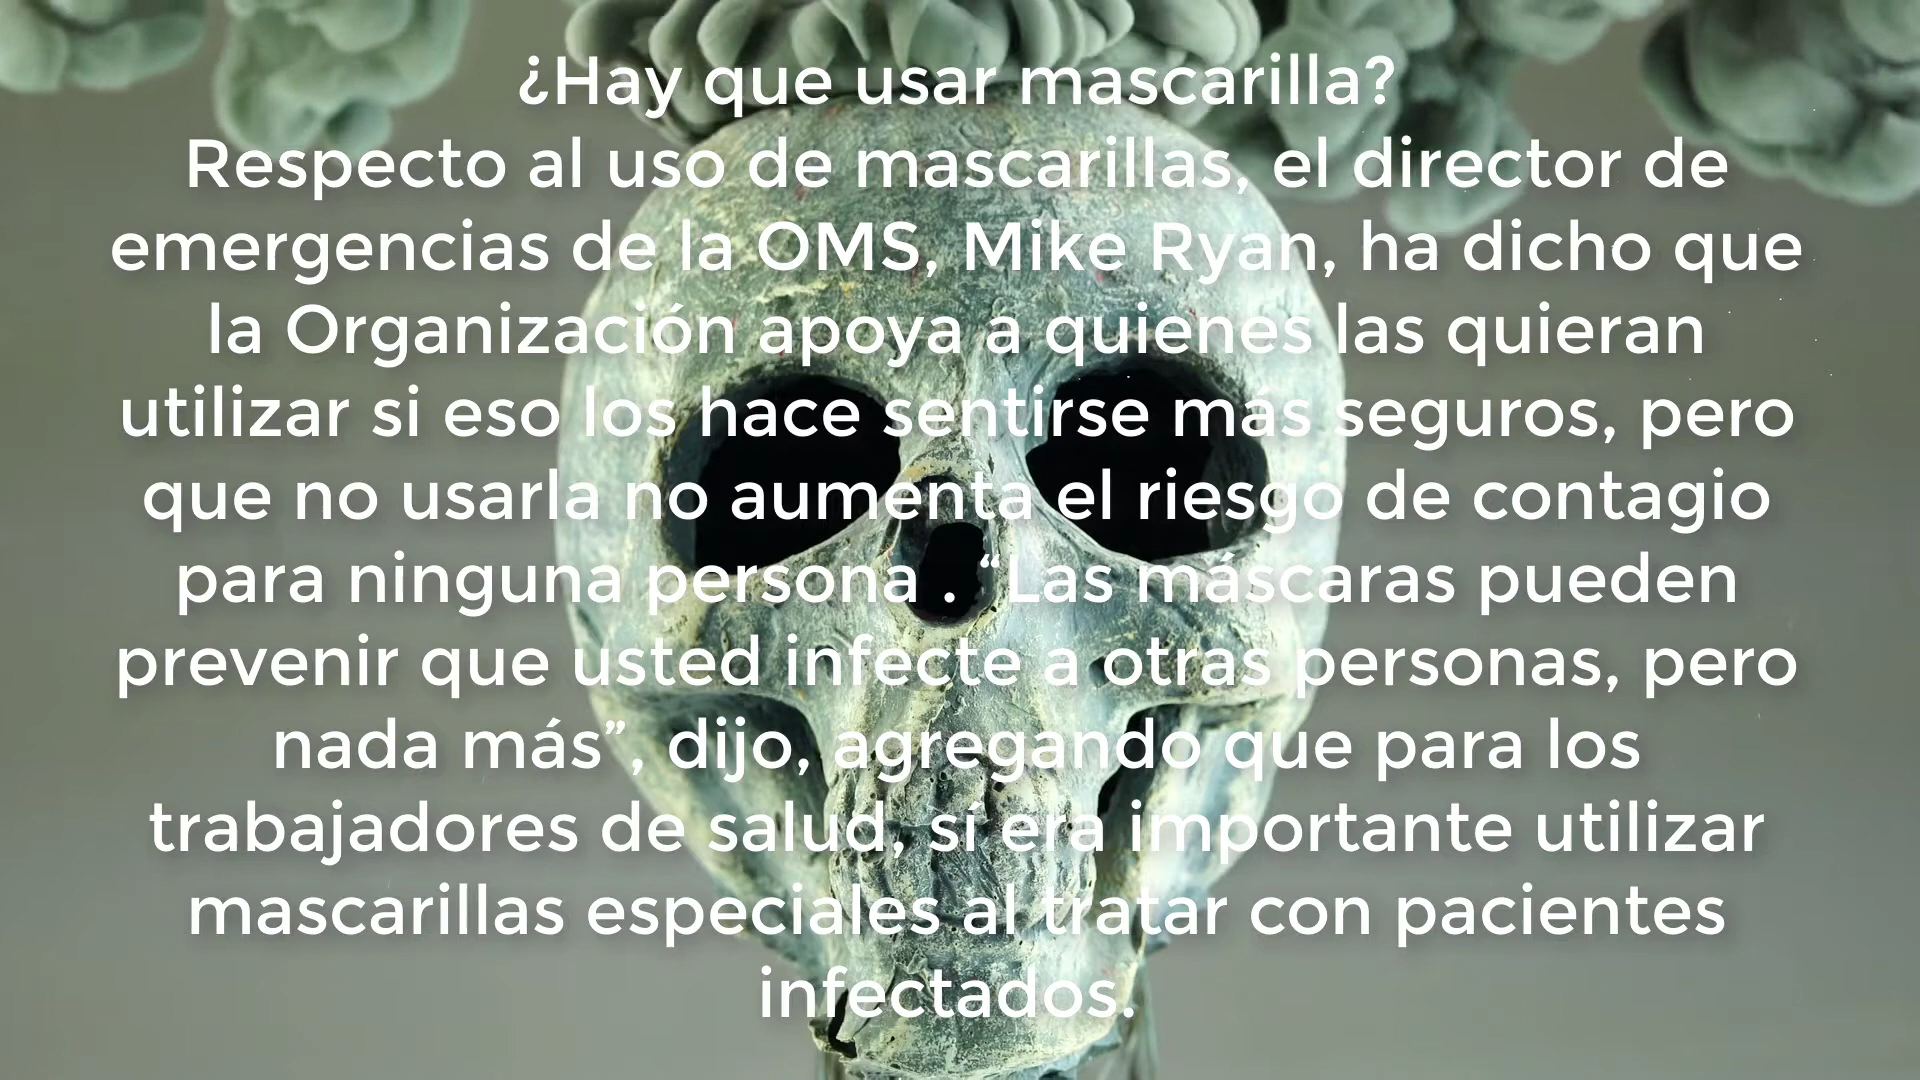 ¿Hay que usar mascarilla?
Respecto al uso de mascarillas, el director de
emergencias de la OMS, Mike Ryan, ha dicho que
la Organización apoya a quienes las quieran
utilizar si eso los hace sentirse más seguros, pero
que no usarla no aumenta el riesgo de contagio
para ninguna persona . “Las máscaras pueden
prevenir que usted infecte a otras personas, pero
nada más”, dijo, agregando que para los
trabajadores de salud, sí era importante utilizar
mascarillas especiales al tratar con pacientes
infectados.